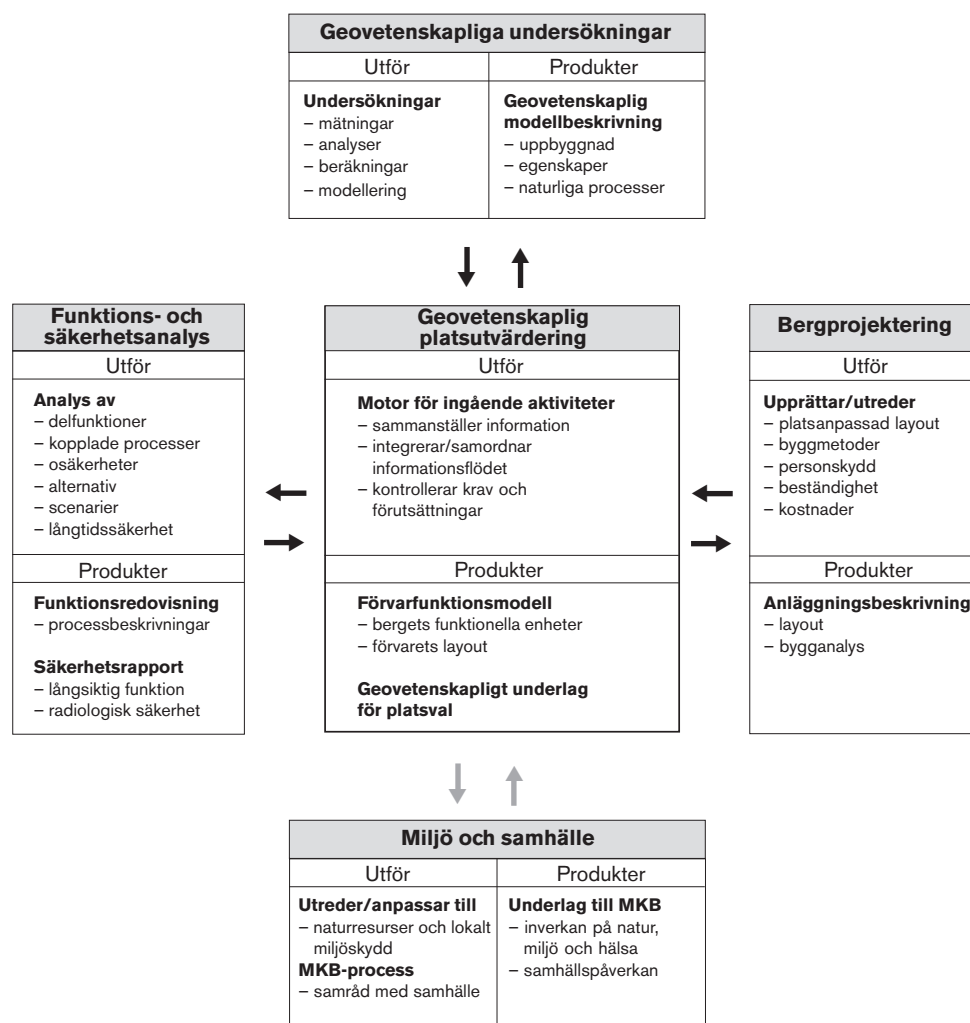 Geovetenskapliga undersökningar
Utför
Produkter
Undersökningar
– mätningar
– analyser
– beräkningar
– modellering
Geovetenskaplig
modellbeskrivning
– uppbyggnad
– egenskaper
– naturliga processer
Funktions- och
säkerhetsanalys
Utför
Analys av
– delfunktioner
– kopplade processer
– osäkerheter
– alternativ
– scenarier
– långtidssäkerhet
Produkter
Funktionsredovisning
– processbeskrivningar
Säkerhetsrapport
– långsiktig funktion
– radiologisk säkerhet
Geovetenskaplig
platsutvärdering
Utför
Motor för ingående aktiviteter
– sammanställer information
– integrerar/samordnar
informationsflödet
– kontrollerar krav och
förutsättningar
Produkter
Förvarfunktionsmodell
– bergets funktionella enheter
– förvarets layout
Geovetenskapligt underlag
för platsval
Bergprojektering
Utför
Upprättar/utreder
– platsanpassad layout
– byggmetoder
– personskydd
– beständighet
– kostnader
Produkter
Anläggningsbeskrivning
– layout
– bygganalys
Miljö och samhälle
Utför
Produkter
Utreder/anpassar till
– naturresurser och lokalt
miljöskydd
MKB-process
– samråd med samhälle
Underlag till MKB
– inverkan på natur,
miljö och hälsa
– samhällspåverkan